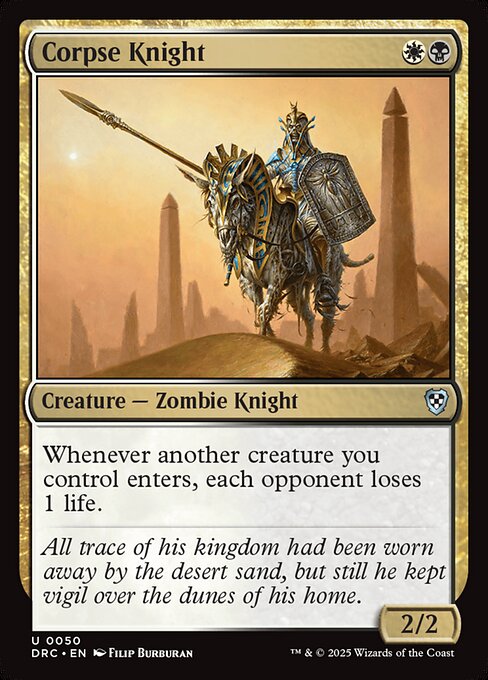 Corpse Knight
Creature — Zombie Knight
Whenever another creature you
control enters, each opponent loses
1 life.
All trace of his kingdom had been worn
away by the desert sand, but still he kept
vigil over the dunes of his home.
2/2
U 0050
DRC • EN Filip Burburan
™ & © 2025 Wizards of the Coast